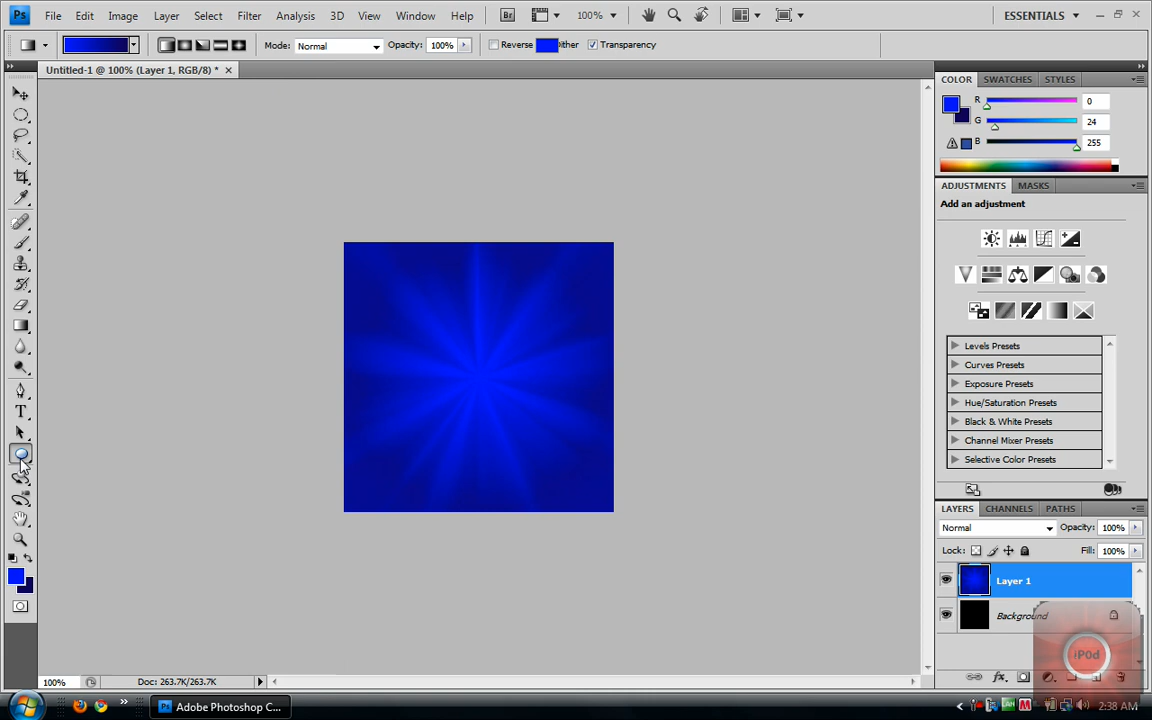 Ps File Edit Image Layer Select Filter Analysis 3D View Window Help Br 100% ESSENTIALS
Mode: Normal Opacity: 100% Reverse ither Transparency
Untitled-1 @ 100% (Layer 1, RGB/8) *
COLOR SWATCHES STYLES
R 0
G 24
B 255
ADJUSTMENTS MASKS
Add an adjustment
Levels Presets
Curves Presets
Exposure Presets
Hue/Saturation Presets
Black & White Presets
Channel Mixer Presets
Selective Color Presets
T
LAYERS CHANNELS PATHS
Normal Opacity: 100%
Lock: Fill: 100%
Layer 1
Background
iP0d
100% Doc: 263.7K/263.7K
Ps Adobe Photoshop C... LAN 2:38 AM